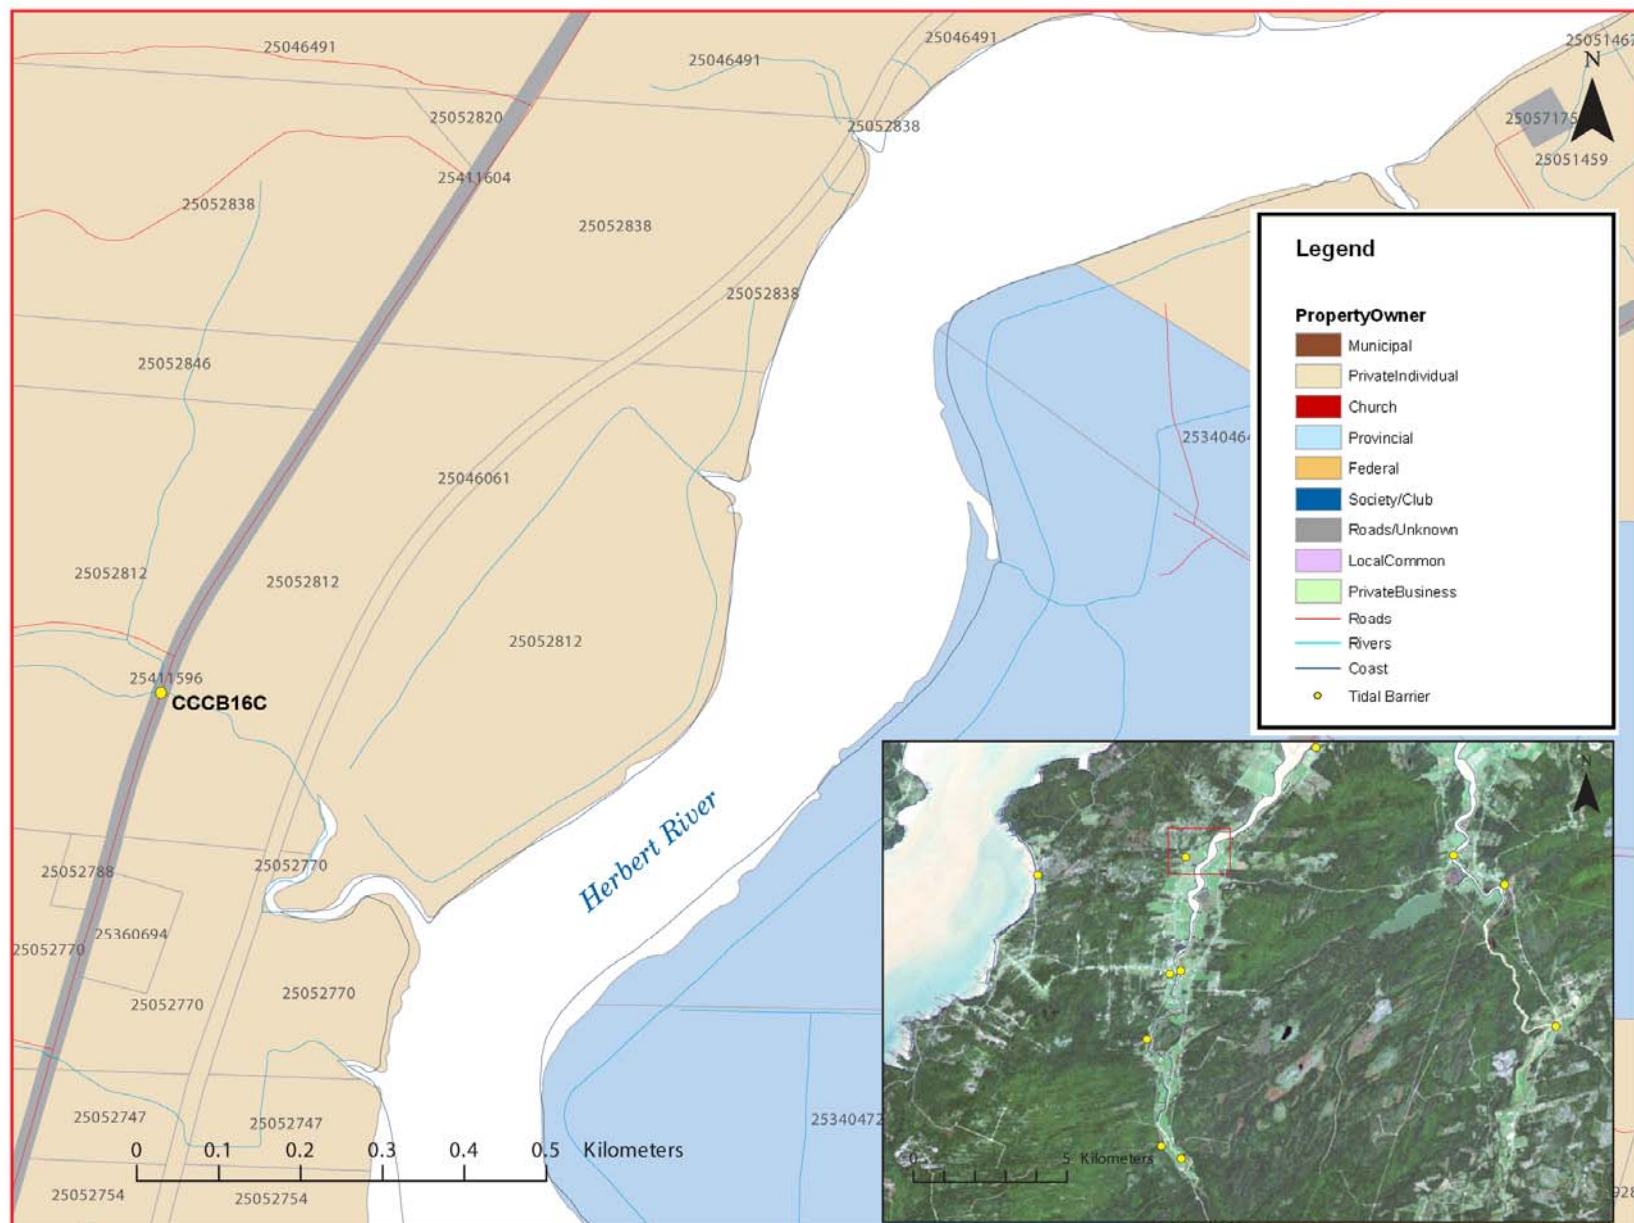 25046491
25046491
25046491
25051467
N
25052820
25052838
25057175
25051459
25411604
25052838
25052838
25052838
25052846
25340464
25046061
25052812
25052812
25052812
25411596
CCCB16C
Herbert River
25052788
25052770
25052770
25360694
25052770
25052770
25052747
25052747
25340472
0 0.1 0.2 0.3 0.4 0.5 Kilometers
25052754
25052754
Legend
PropertyOwner
Municipal
PrivateIndividual
Church
Provincial
Federal
Society/Club
Roads/Unknown
LocalCommon
PrivateBusiness
Roads
Rivers
Coast
Tidal Barrier
N
0 5 Kilometers